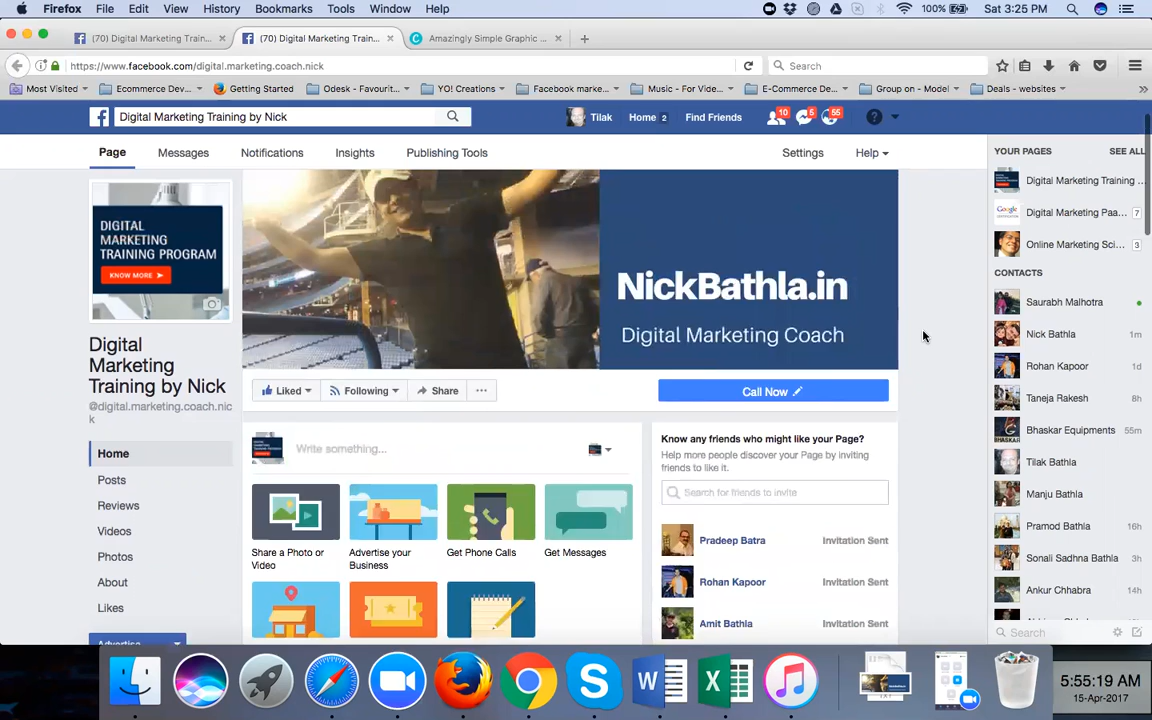 Firefox File Edit View History Bookmarks Tools Window Help 100% Sat 3:25 PM
(70) Digital Marketing Train... × (70) Digital Marketing Train... × Amazingly Simple Graphic ... × +
https://www.facebook.com/digital.marketing.coach.nick Search
Most Visited Ecommerce Dev... Getting Started Odesk - Favourit... YO! Creations Facebook marke... Music - For Vide... E-Commerce De... Group on - Model Deals - websites
Digital Marketing Training by Nick Tilak Home 2 Find Friends 10 5 55
Page Messages Notifications Insights Publishing Tools Settings Help
DIGITAL
MARKETING
TRAINING PROGRAM
KNOW MORE
NickBathla.in
Digital Marketing Coach
Digital
Marketing
Training by Nick
@digital.marketing.coach.nic
k
Liked Following Share ... Call Now
Home
Posts
Reviews
Videos
Photos
About
Likes
Write something...
Share a Photo or
Video
Advertise your
Business
Get Phone Calls
Get Messages
Know any friends who might like your Page?
Help more people discover your Page by inviting
friends to like it.
Search for friends to invite
Pradeep Batra Invitation Sent
Rohan Kapoor Invitation Sent
Amit Bathla Invitation Sent
YOUR PAGES SEE ALL
Digital Marketing Training ...
Digital Marketing Paa... 7
Online Marketing Sci... 3
CONTACTS
Saurabh Malhotra
Nick Bathla 1m
Rohan Kapoor 1d
Taneja Rakesh 8h
Bhaskar Equipments 55m
Tilak Bathla
Manju Bathla
Pramod Bathla 16h
Sonali Sadhna Bathla 3h
Ankur Chhabra 14h
Search
5:55:19 AM
15-Apr-2017